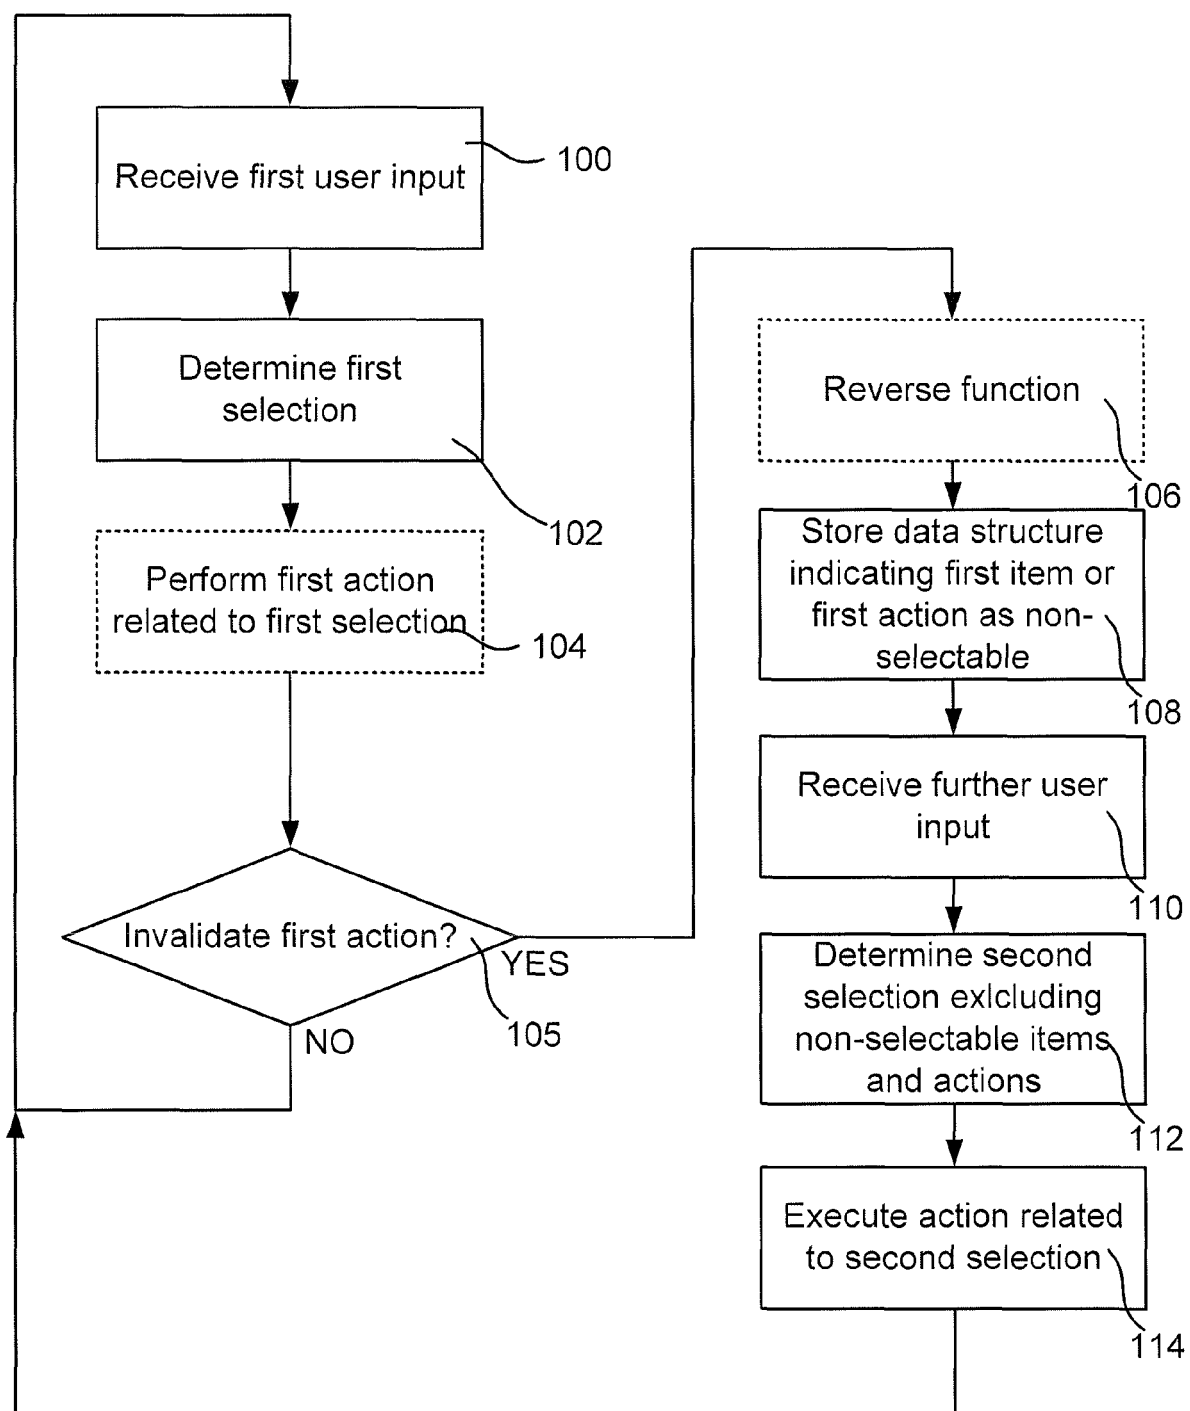 Receive first user input
100
Determine first
selection
102
Perform first action
related to first selection
104
Invalidate first action?
YES
105
NO
Reverse function
106
Store data structure
indicating first item or
first action as non-
selectable
108
Receive further user
input
110
Determine second
selection exlcluding
non-selectable items
and actions
112
Execute action related
to second selection
114